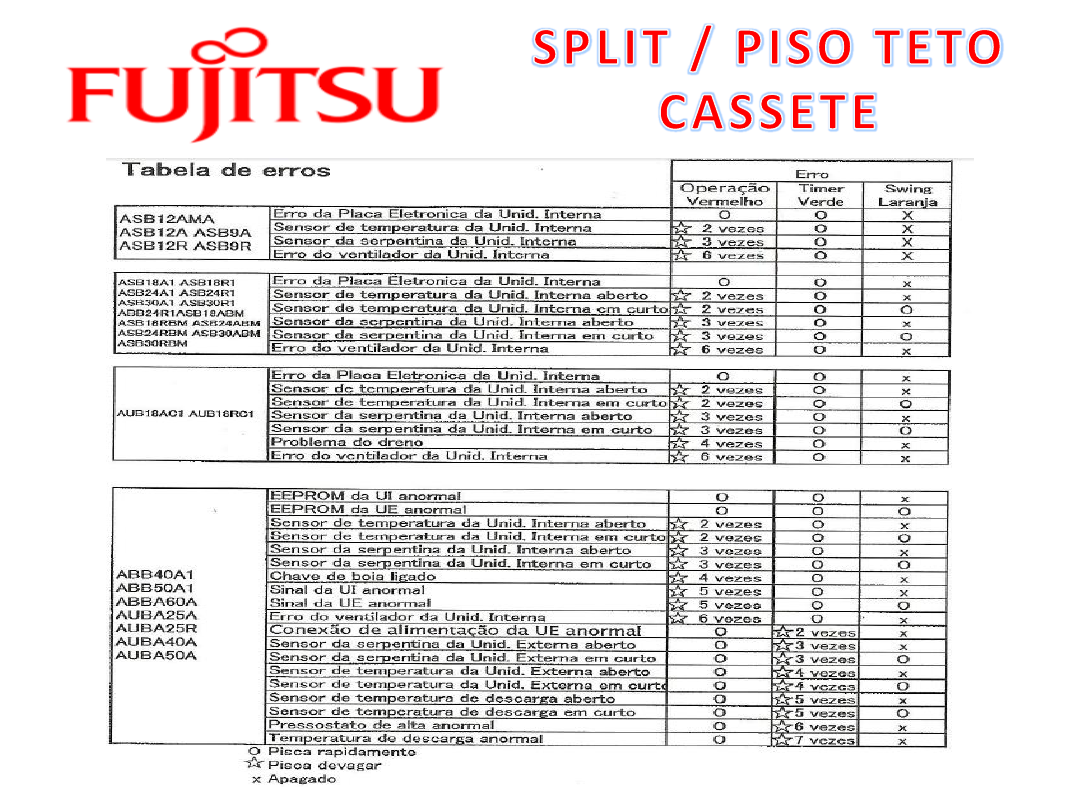 FUJITSU
SPLIT / PISO TETO
CASSETE
Tabela de erros
Erro
Operação Vermelho Timer Verde Swing Laranja
ASB12AMA
ASB12A ASB9A
ASB12R ASB9R
Erro da Placa Eletronica da Unid. Interna O O X
Sensor de temperatura da Unid. Interna ☆ 2 vezes O X
Sensor da serpentina da Unid. Interna ☆ 3 vezes O X
Erro do ventilador da Unid. Interna ☆ 6 vezes O X
ASB18A1 ASB18R1
ASB24A1 ASB24R1
ASB30A1 ASB30R1
ABB24R1ASB18ABM
ASB18RBM ASB24ABM
ASB24RBM ASB30ABM
ASB30RBM
Erro da Placa Eletronica da Unid. Interna O O x
Sensor de temperatura da Unid. Interna aberto ☆ 2 vezes O x
Sensor de temperatura da Unid. Interna em curto ☆ 2 vezes O O
Sensor da serpentina da Unid. Interna aberto ☆ 3 vezes O x
Sensor da serpentina da Unid. Interna em curto ☆ 3 vezes O O
Erro do ventilador da Unid. Interna ☆ 6 vezes O x
AUB18AC1 AUB18RC1
Erro da Placa Eletronica da Unid. Interna O O x
Sensor de temperatura da Unid. Interna aberto ☆ 2 vezes O x
Sensor de temperatura da Unid. Interna em curto ☆ 2 vezes O O
Sensor da serpentina da Unid. Interna aberto ☆ 3 vezes O x
Sensor da serpentina da Unid. Interna em curto ☆ 3 vezes O O
Problema do dreno ☆ 4 vezes O x
Erro do ventilador da Unid. Interna ☆ 6 vezes O x
ABB40A1
ABB50A1
ABBA60A
AUBA25A
AUBA25R
AUBA40A
AUBA50A
EEPROM da UI anormal O O x
EEPROM da UE anormal O O O
Sensor de temperatura da Unid. Interna aberto ☆ 2 vezes O x
Sensor de temperatura da Unid. Interna em curto ☆ 2 vezes O O
Sensor da serpentina da Unid. Interna aberto ☆ 3 vezes O x
Sensor da serpentina da Unid. Interna em curto ☆ 3 vezes O O
Chave de boia ligado ☆ 4 vezes O x
Sinal da UI anormal ☆ 5 vezes O x
Sinal da UE anormal ☆ 5 vezes O O
Erro do ventilador da Unid. Interna ☆ 6 vezes O x
Conexão de alimentação da UE anormal O ☆2 vezes x
Sensor da serpentina da Unid. Externa aberto O ☆3 vezes x
Sensor da serpentina da Unid. Externa em curto O ☆3 vezes O
Sensor de temperatura da Unid. Externa aberto O ☆4 vezes x
Sensor de temperatura da Unid. Externa em curto O ☆4 vezes O
Sensor de temperatura de descarga aberto O ☆5 vezes x
Sensor de temperatura de descarga em curto O ☆5 vezes O
Pressostato de alta anormal O ☆6 vezes x
Temperatura de descarga anormal O ☆7 vezes x
O Pisca rapidamento
☆ Pisca devagar
x Apagado